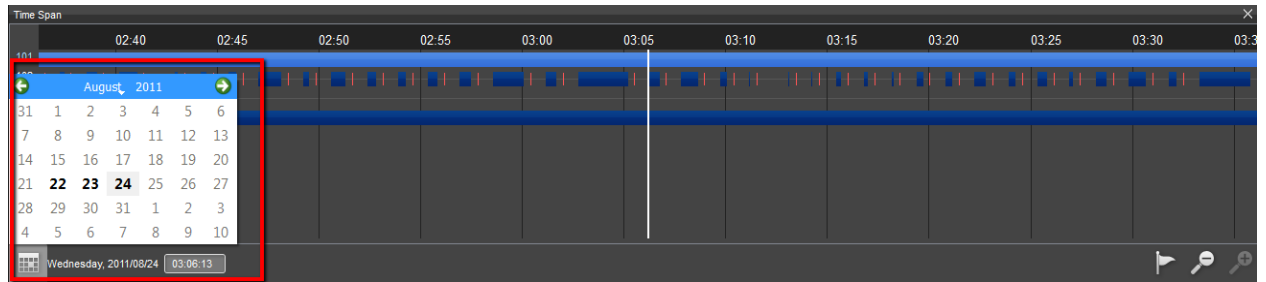 Time Span
02:40 02:45 02:50 02:55 03:00 03:05 03:10 03:15 03:20 03:25 03:30
August 2011
31 1 2 3 4 5 6
7 8 9 10 11 12 13
14 15 16 17 18 19 20
21 22 23 24 25 26 27
28 29 30 31 1 2 3
4 5 6 7 8 9 10
Wednesday, 2011/08/24 03:06:13